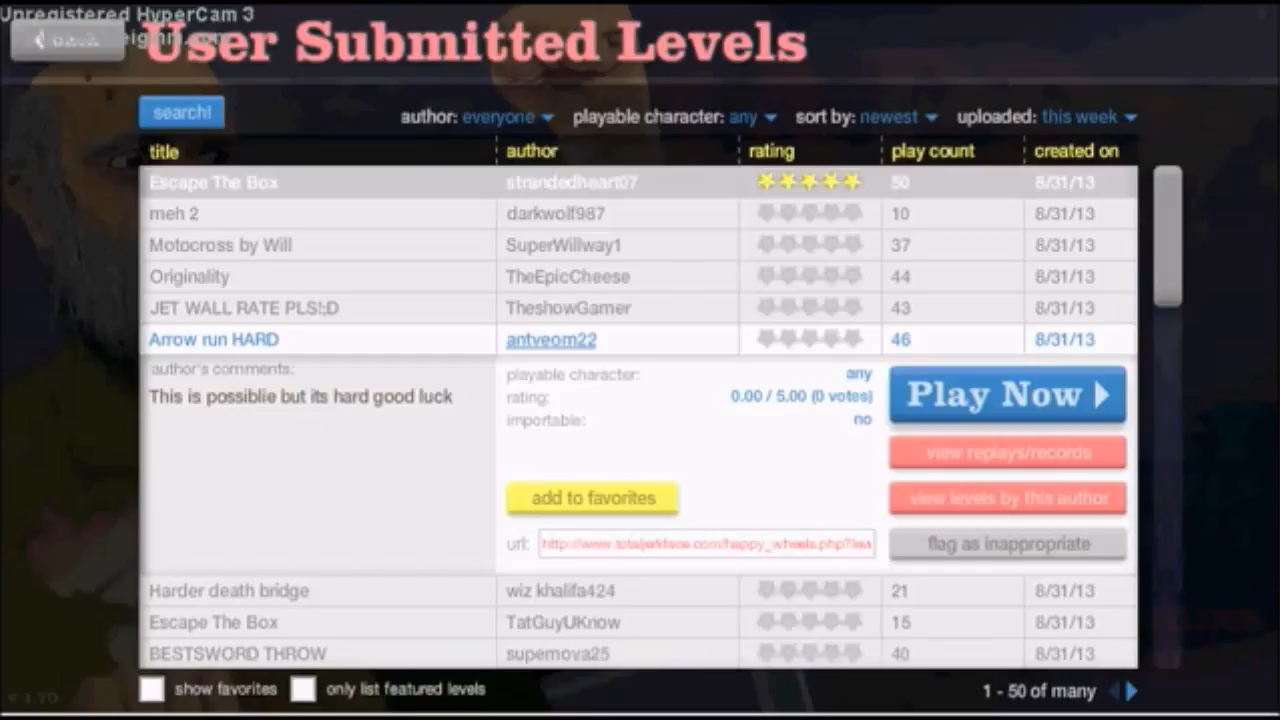 Unregistered HyperCam 3
back
User Submitted Levels
search!
author: everyone playable character: any sort by: newest uploaded: this week
title author rating play count created on
Escape The Box strandedheart07 50 8/31/13
meh 2 darkwolf987 10 8/31/13
Motocross by Will SuperWillway1 37 8/31/13
Originality TheEpicCheese 44 8/31/13
JET WALL RATE PLS!;D TheshowGamer 43 8/31/13
Arrow run HARD antveom22 46 8/31/13
author's comments:
This is possiblie but its hard good luck
playable character: any
rating: 0.00 / 5.00 (0 votes)
importable: no
Play Now
view replays/records
add to favorites
view levels by this author
url: http://www.totaljerkface.com/happy_wheels.php?lev
flag as inappropriate
Harder death bridge wiz khalifa424 21 8/31/13
Escape The Box TatGuyUKnow 15 8/31/13
BESTSWORD THROW supernova25 40 8/31/13
show favorites only list featured levels 1 - 50 of many